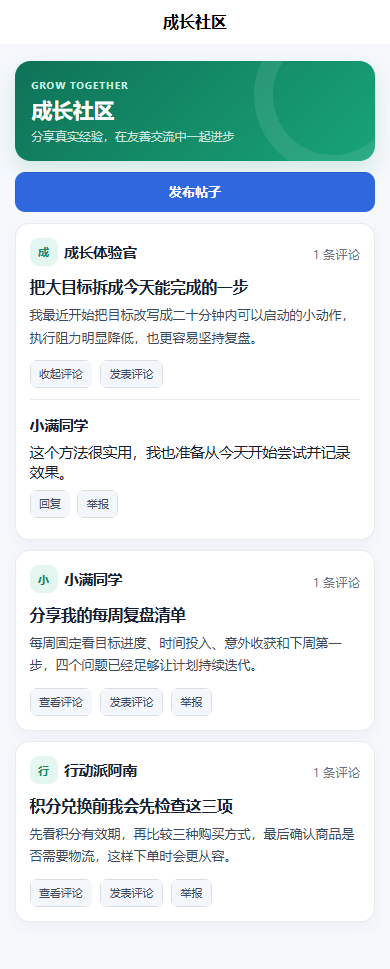 成长社区
GROW TOGETHER
成长社区
分享真实经验，在友善交流中一起进步
发布帖子
成 成长体验官 1 条评论
把大目标拆成今天能完成的一步
我最近开始把目标改写成二十分钟内可以启动的小动作，
执行阻力明显降低，也更容易坚持复盘。
收起评论 发表评论
小满同学
这个方法很实用，我也准备从今天开始尝试并记录
效果。
回复 举报
小 小满同学 1 条评论
分享我的每周复盘清单
每周固定看目标进度、时间投入、意外收获和下周第一
步，四个问题已经足够让计划持续迭代。
查看评论 发表评论 举报
行 行动派阿南 1 条评论
积分兑换前我会先检查这三项
先看积分有效期，再比较三种购买方式，最后确认商品是
否需要物流，这样下单时会更从容。
查看评论 发表评论 举报